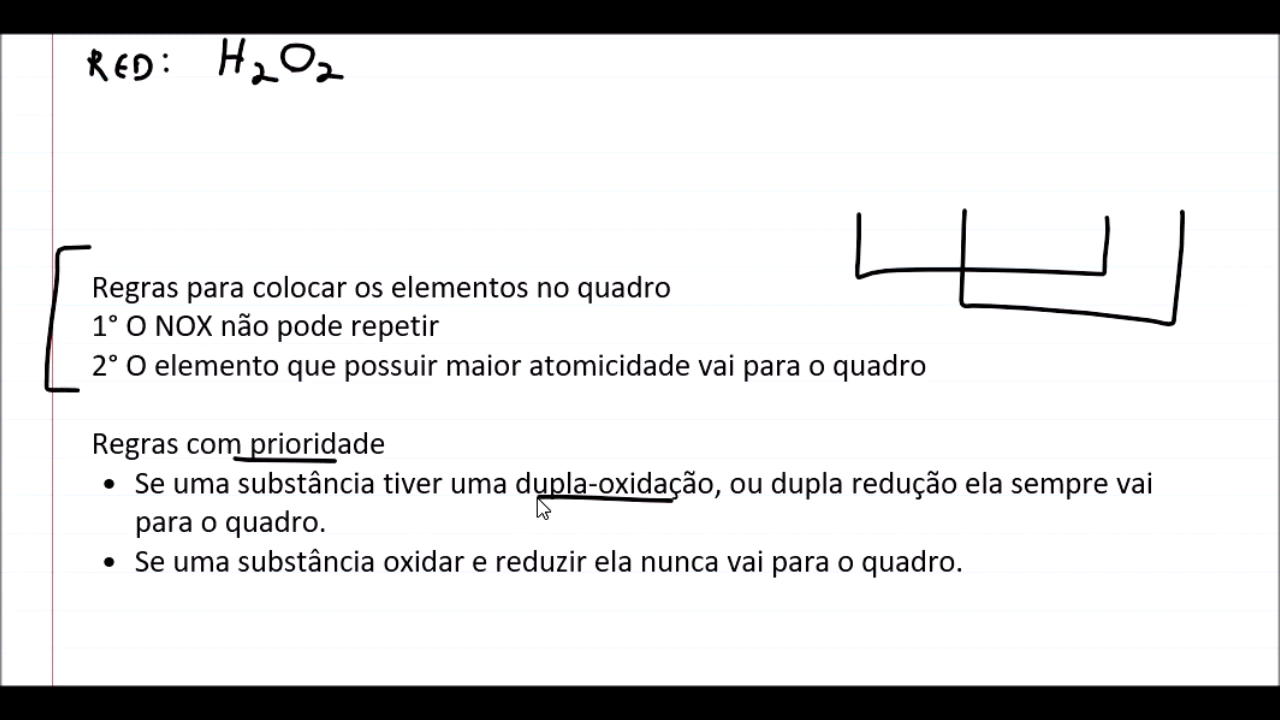 RED: H₂O₂
Regras para colocar os elementos no quadro
1° O NOX não pode repetir
2° O elemento que possuir maior atomicidade vai para o quadro
Regras com prioridade
• Se uma substância tiver uma dupla-oxidação, ou dupla redução ela sempre vai
para o quadro.
• Se uma substância oxidar e reduzir ela nunca vai para o quadro.